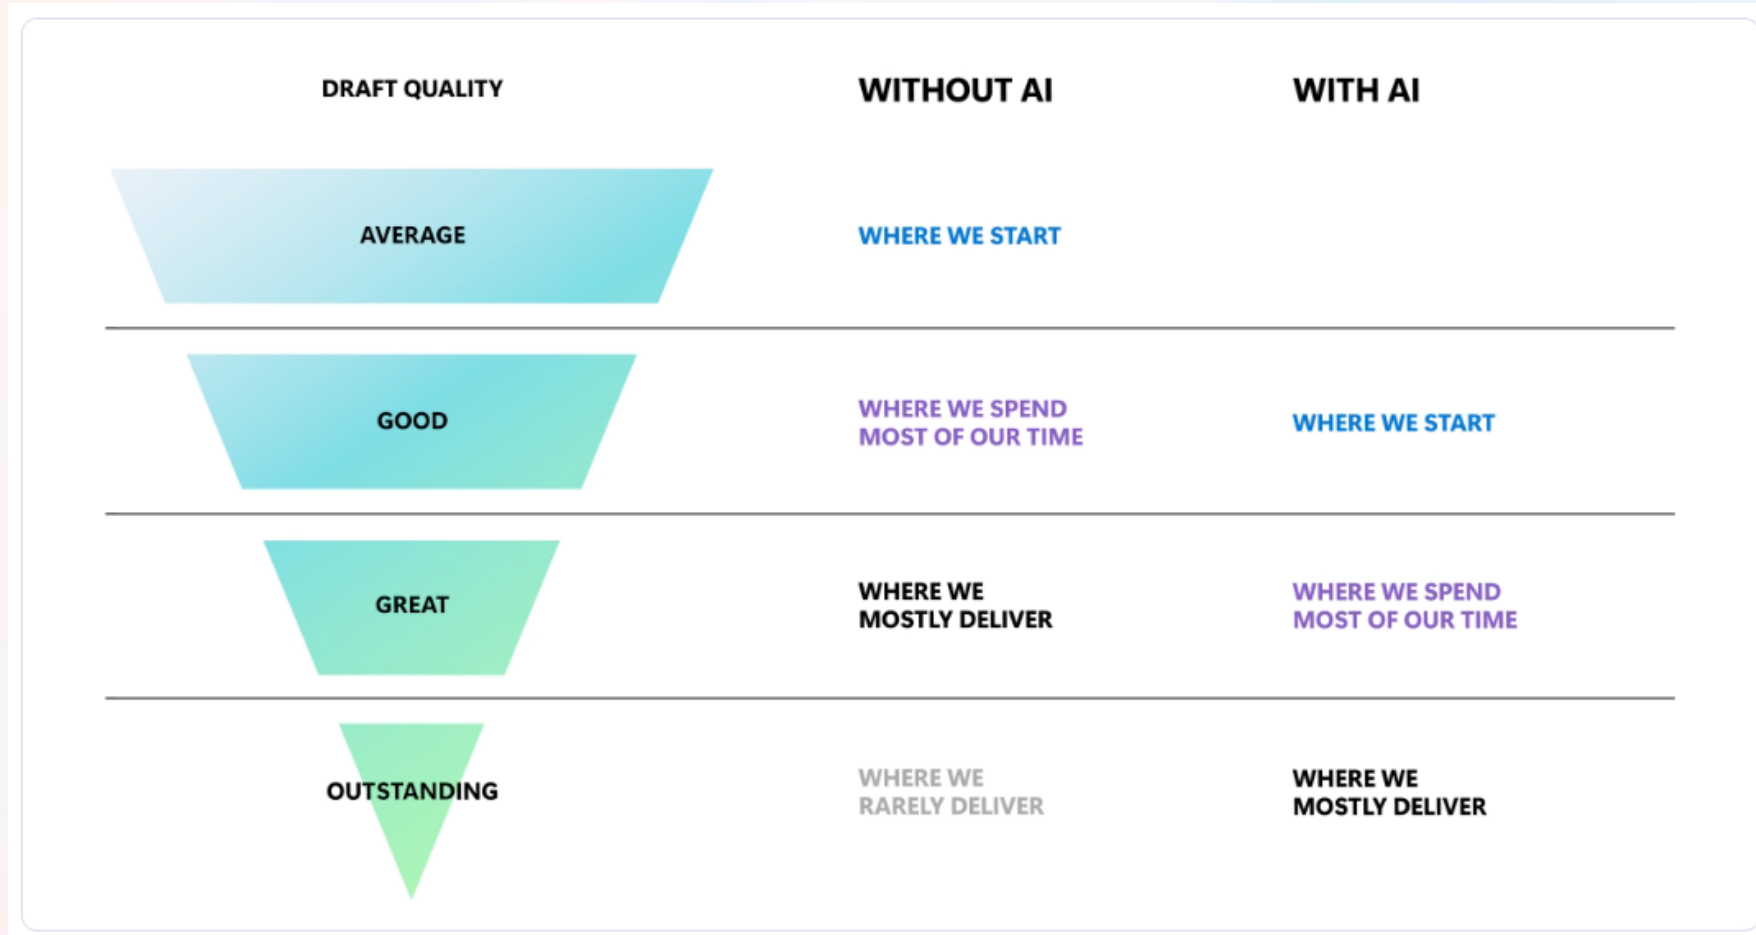 DRAFT QUALITY
WITHOUT AI
WITH AI
AVERAGE
WHERE WE START
GOOD
WHERE WE SPEND
MOST OF OUR TIME
WHERE WE START
GREAT
WHERE WE
MOSTLY DELIVER
WHERE WE SPEND
MOST OF OUR TIME
OUTSTANDING
WHERE WE
RARELY DELIVER
WHERE WE
MOSTLY DELIVER